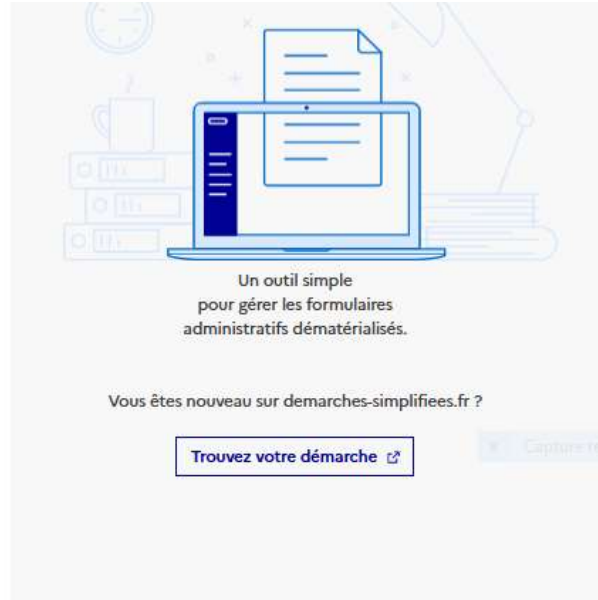 Un outil simple
pour gérer les formulaires
administratifs dématérialisés.
Vous êtes nouveau sur demarches-simplifiees.fr ?
Trouvez votre démarche
Capture